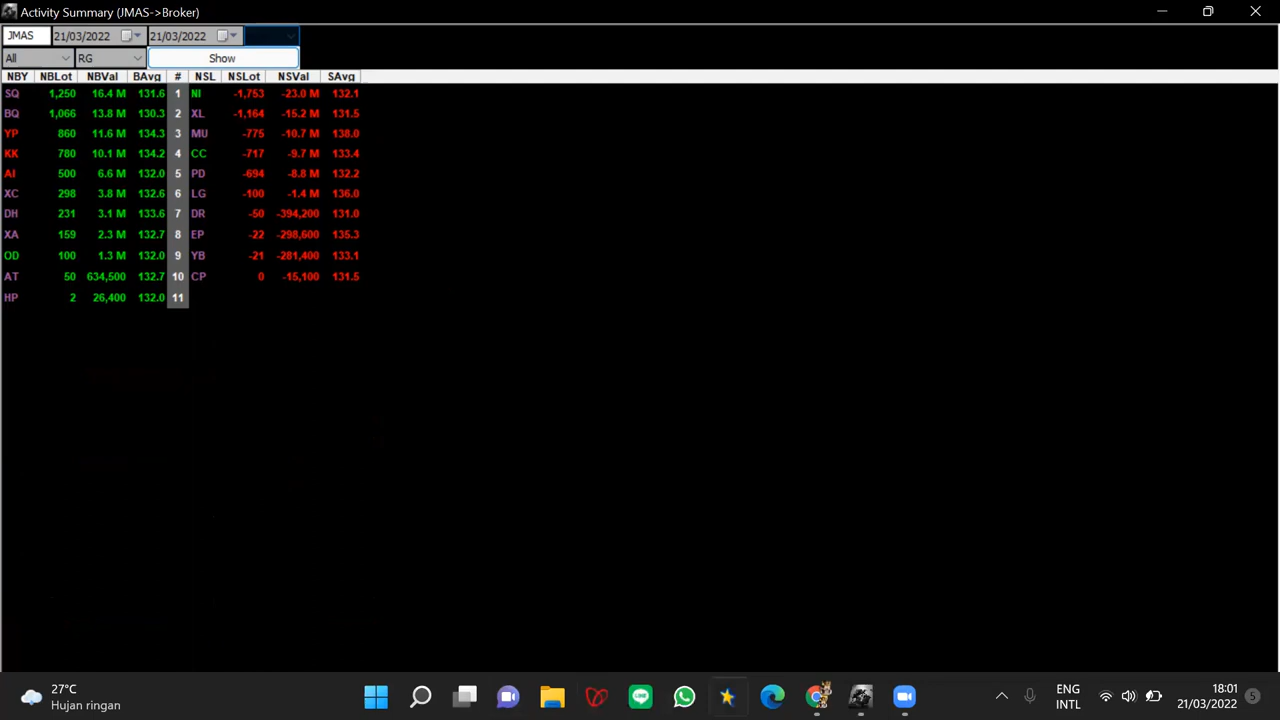 Activity Summary (JMAS->Broker)
JMAS 21/03/2022 21/03/2022
All RG Show
NBY NBLot NBVal BAvg # NSL NSLot NSVal SAvg
SQ 1,250 16.4 M 131.6 1 NI -1,753 -23.0 M 132.1
BQ 1,066 13.8 M 130.3 2 XL -1,164 -15.2 M 131.5
YP 860 11.6 M 134.3 3 MU -775 -10.7 M 138.0
KK 780 10.1 M 134.2 4 CC -717 -9.7 M 133.4
AI 500 6.6 M 132.0 5 PD -694 -8.8 M 132.2
XC 298 3.8 M 132.6 6 LG -100 -1.4 M 136.0
DH 231 3.1 M 133.6 7 DR -50 -394,200 131.0
XA 159 2.3 M 132.7 8 EP -22 -298,600 135.3
OD 100 1.3 M 132.0 9 YB -21 -281,400 133.1
AT 50 634,500 132.7 10 CP 0 -15,100 131.5
HP 2 26,400 132.0 11
27°C
Hujan ringan
ENG
INTL
18:01
21/03/2022
5